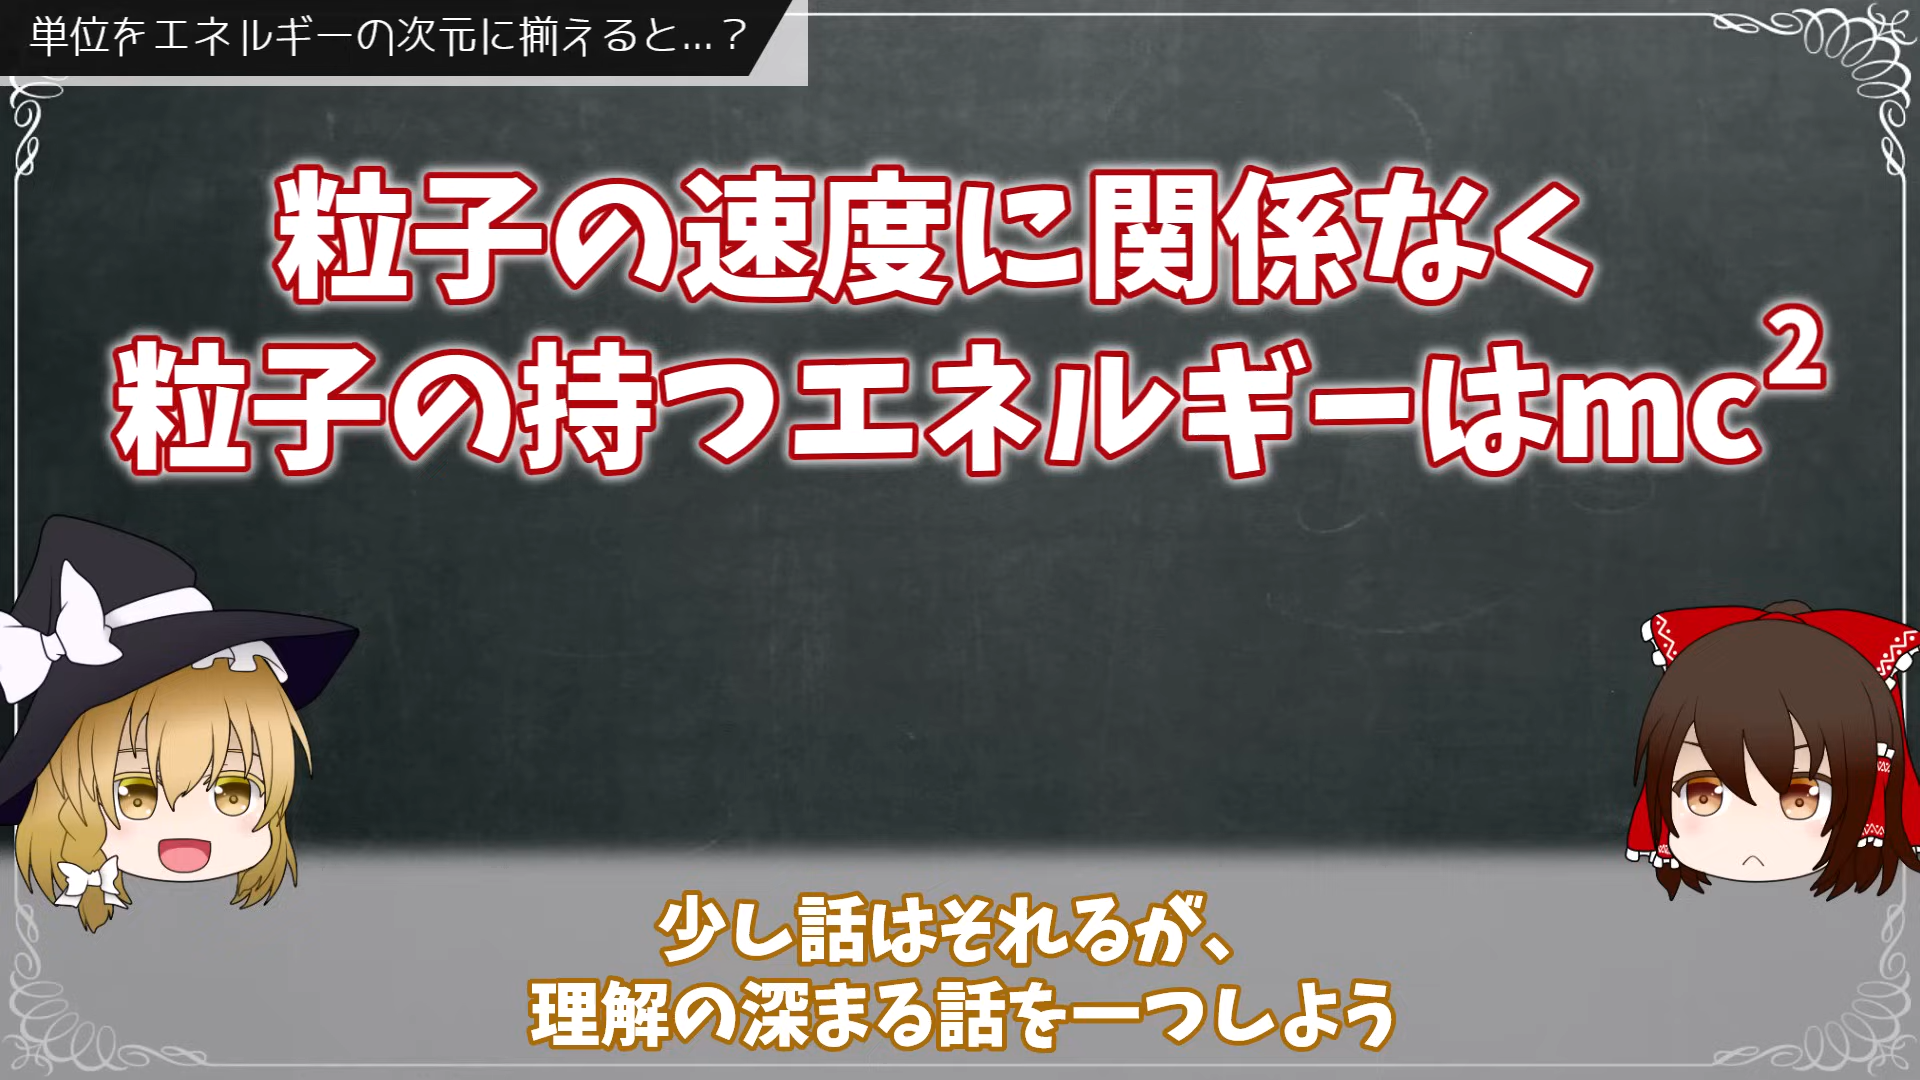 単位をエネルギーの次元に揃えると...？
粒子の速度に関係なく
粒子の持つエネルギーはmc²
少し話はそれるが、
理解の深まる話を一つしよう